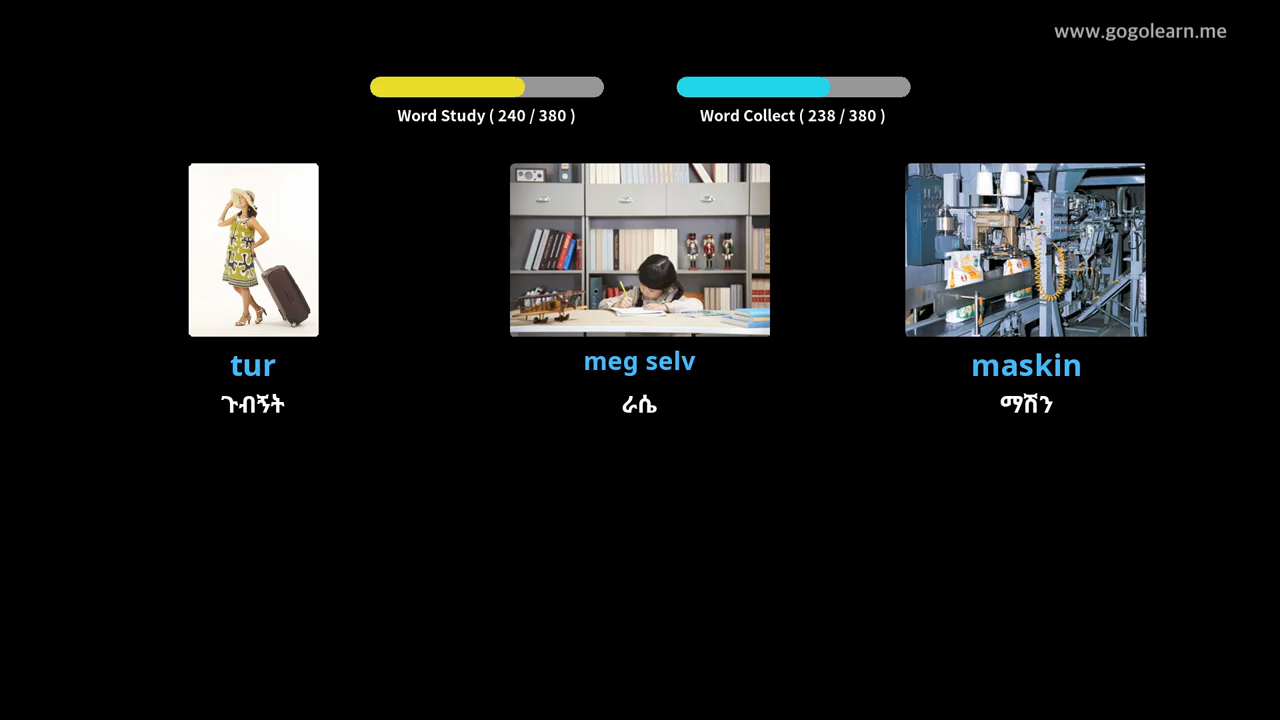 www.gogolearn.me
Word Study ( 240 / 380 )
Word Collect ( 238 / 380 )
tur
meg selv
maskin
ጉብኝት
ራሴ
ማሽን